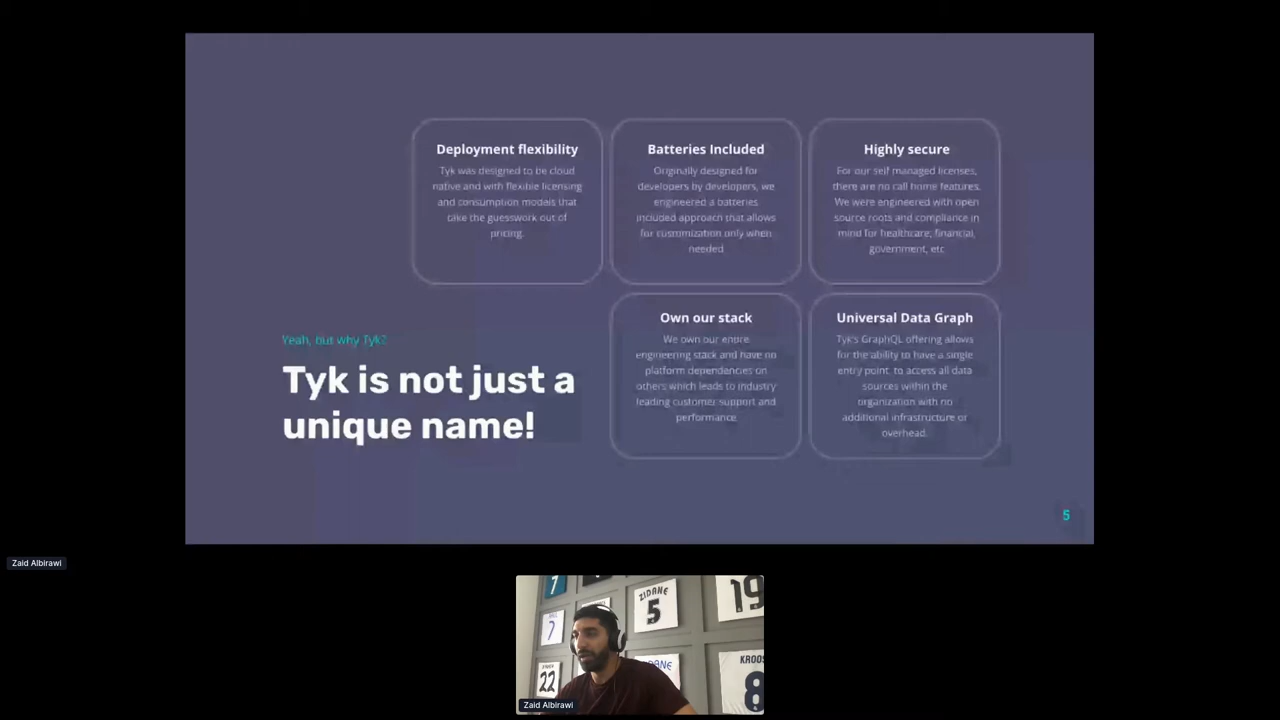 Deployment flexibility
Tyk was designed to be cloud
native and with flexible licensing
and consumption models that
take the guesswork out of
pricing.
Batteries Included
Originally designed for
developers by developers, we
engineered a batteries
included approach that allows
for customization only when
needed.
Highly secure
For our self managed licenses,
there are no call home features.
We were engineered with open
source roots and compliance in
mind for healthcare, financial,
government, etc
Yeah, but why Tyk?
Tyk is not just a
unique name!
Own our stack
We own our entire
engineering stack and have no
platform dependencies on
others which leads to industry
leading customer support and
performance.
Universal Data Graph
Tyk's GraphQL offering allows
for the ability to have a single
entry point, to access all data
sources within the
organization with no
additional infrastructure or
overhead.
5
Zaid Albirawi
7
ZIDANE
5
19
7
22
KROOS
8
Zaid Albirawi